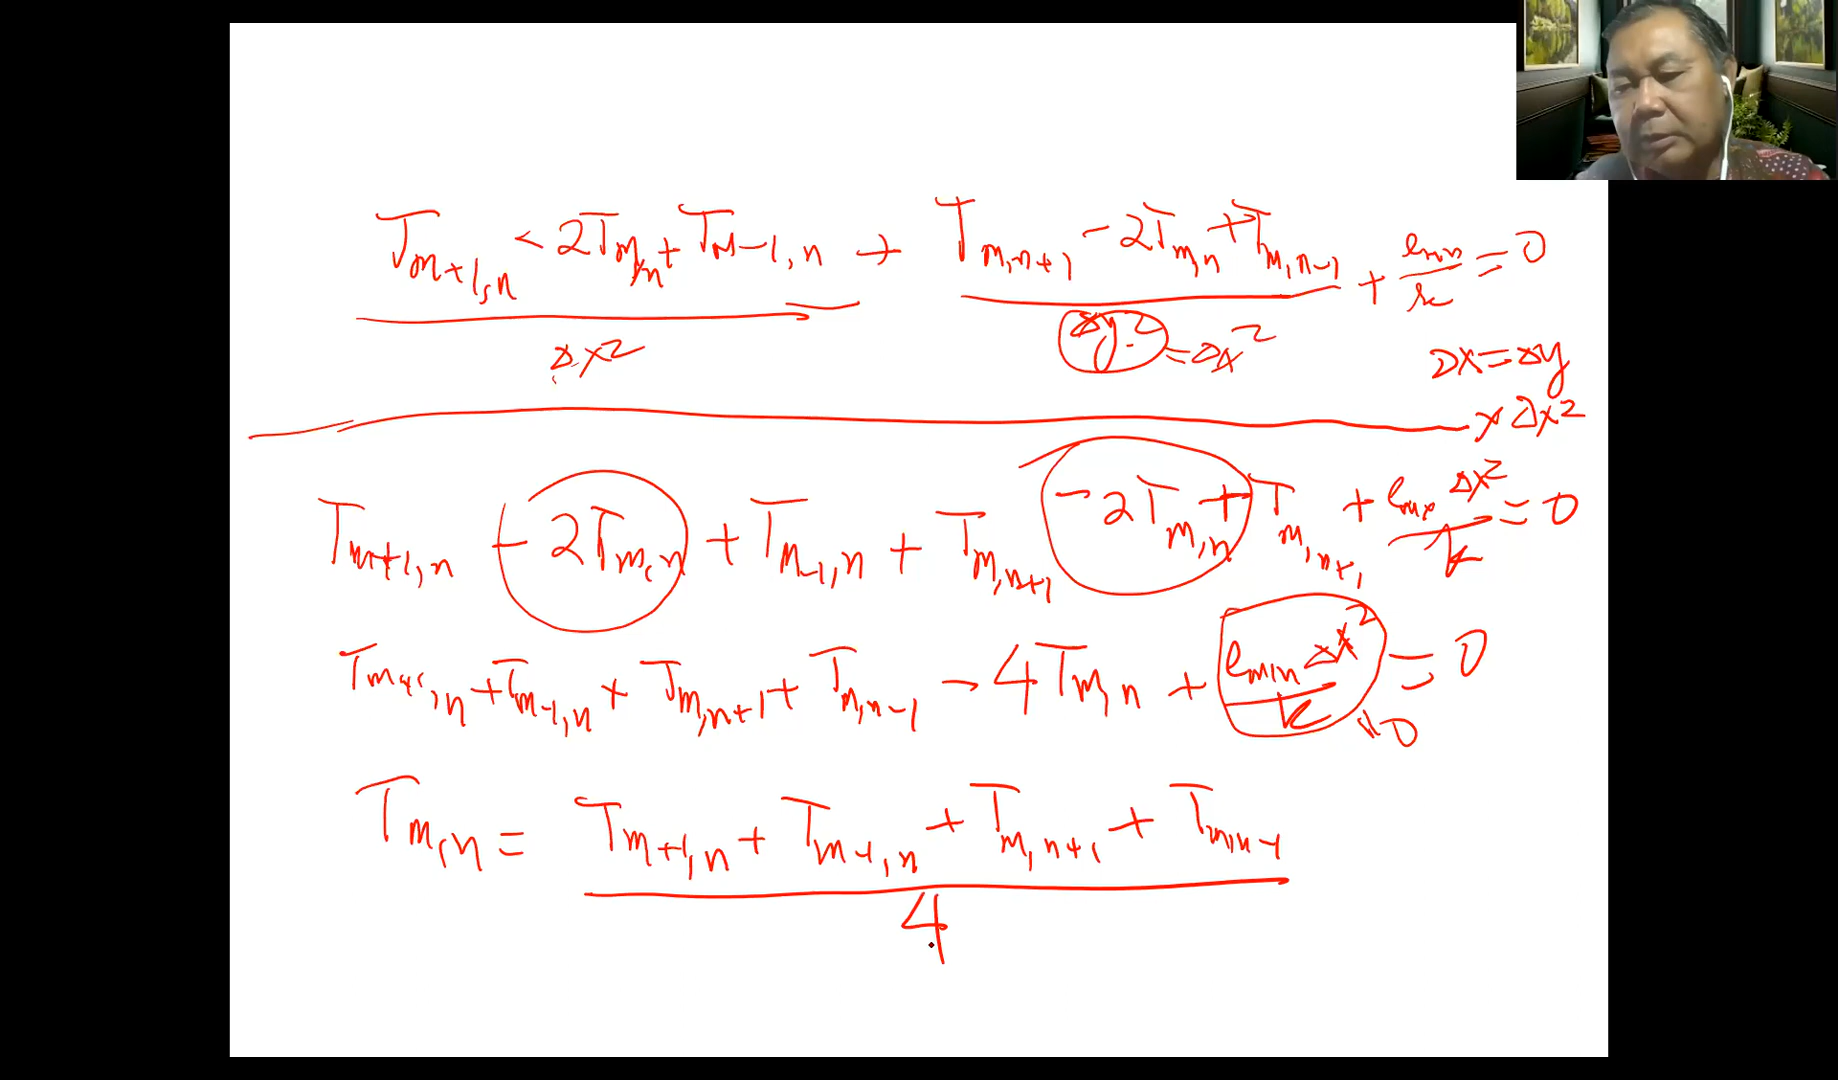 T_{m+1,n} - 2T_{m,n} + T_{m-1,n} + T_{m,n+1} - 2T_{m,n} + T_{m,n-1} + e_{m,n}/k = 0
Δx² Δy² = Δx² Δx = Δy
× Δx²
T_{m+1,n} - 2T_{m,n} + T_{m-1,n} + T_{m,n+1} - 2T_{m,n} + T_{m,n+1} + e_{m,n} Δx²/k = 0
T_{m+1,n} + T_{m-1,n} + T_{m,n+1} + T_{m,n-1} - 4T_{m,n} + e_{m,n} Δx²/k = 0
=0
T_{m,n} = T_{m+1,n} + T_{m-1,n} + T_{m,n+1} + T_{m,n-1}
4